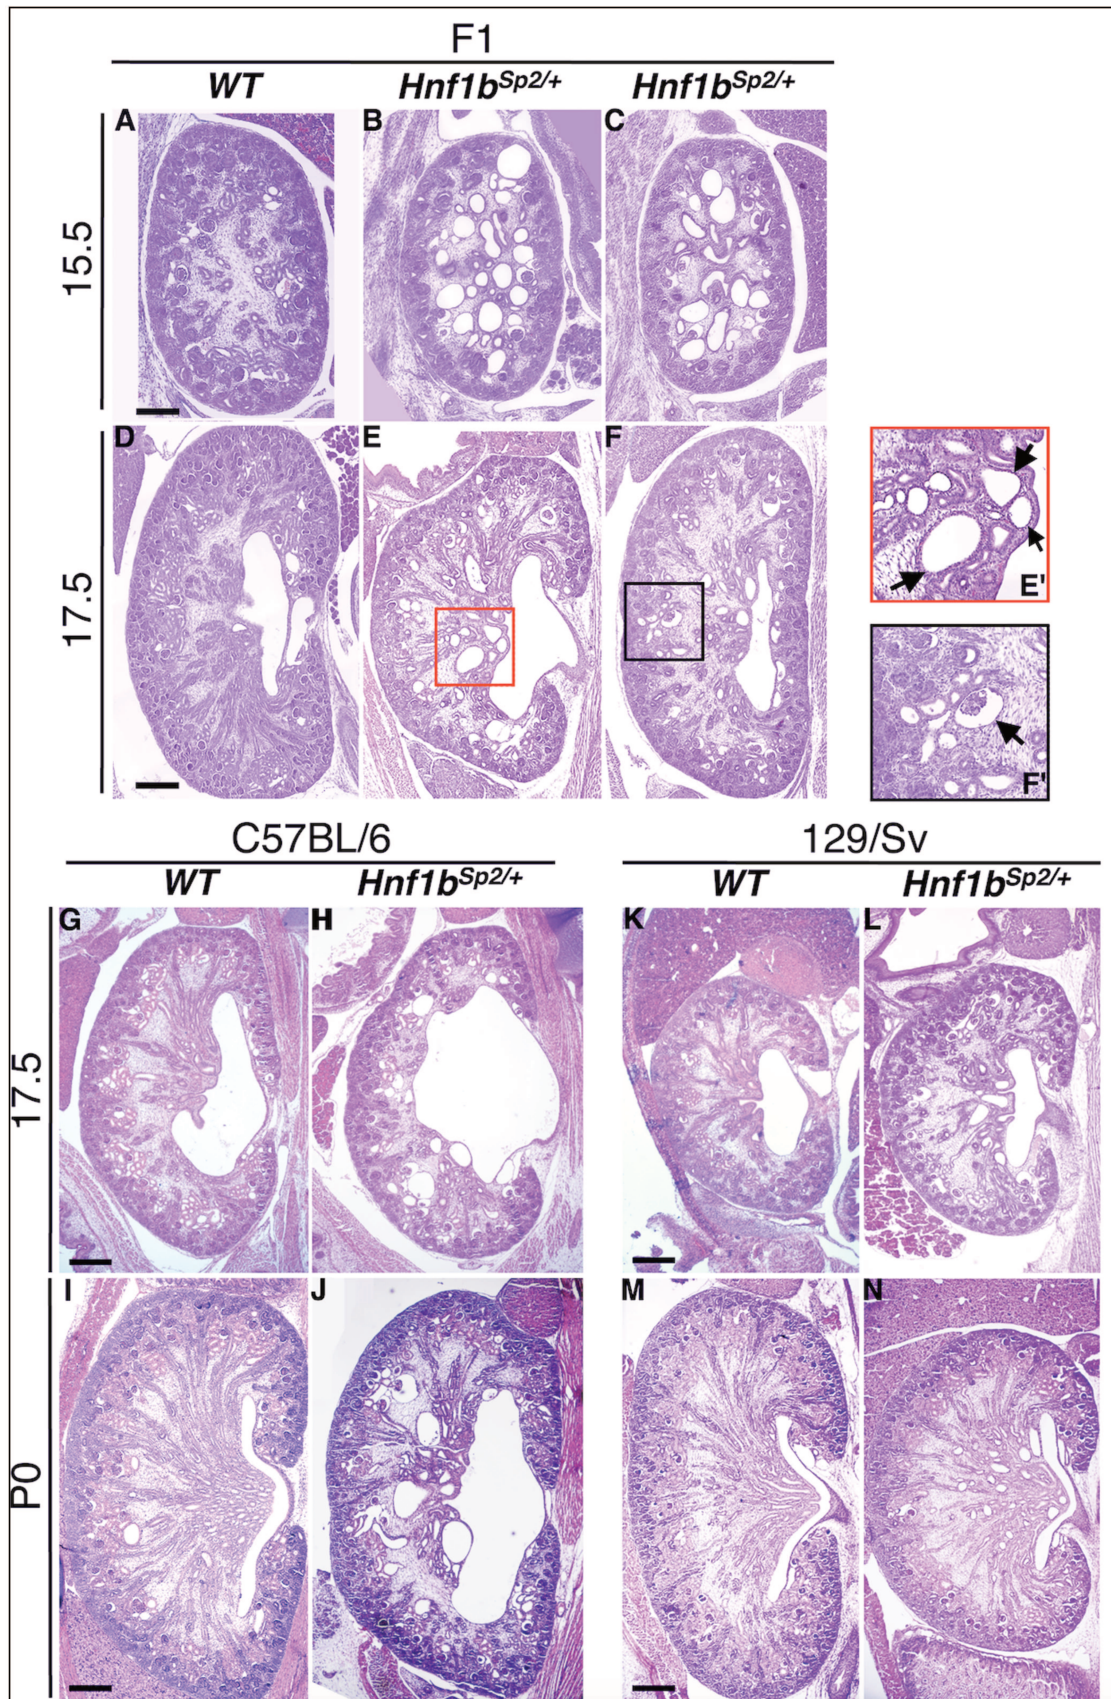 F1
WT Hnf1b^Sp2/+ Hnf1b^Sp2/+
A B C
15.5
D E F
17.5
E'
F'
C57BL/6 129/Sv
WT Hnf1b^Sp2/+ WT Hnf1b^Sp2/+
G H K L
17.5
I J M N
P0